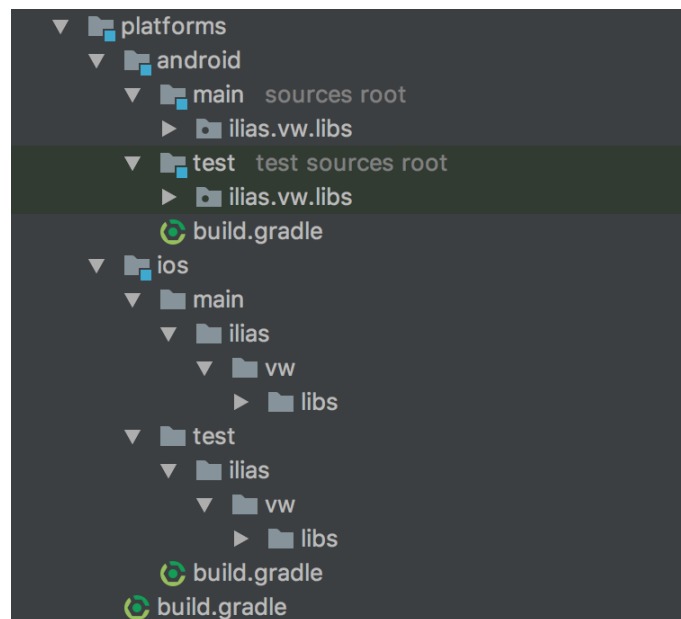 platforms
android
main sources root
ilias.vw.libs
test test sources root
ilias.vw.libs
build.gradle
ios
main
ilias
vw
libs
test
ilias
vw
libs
build.gradle
build.gradle